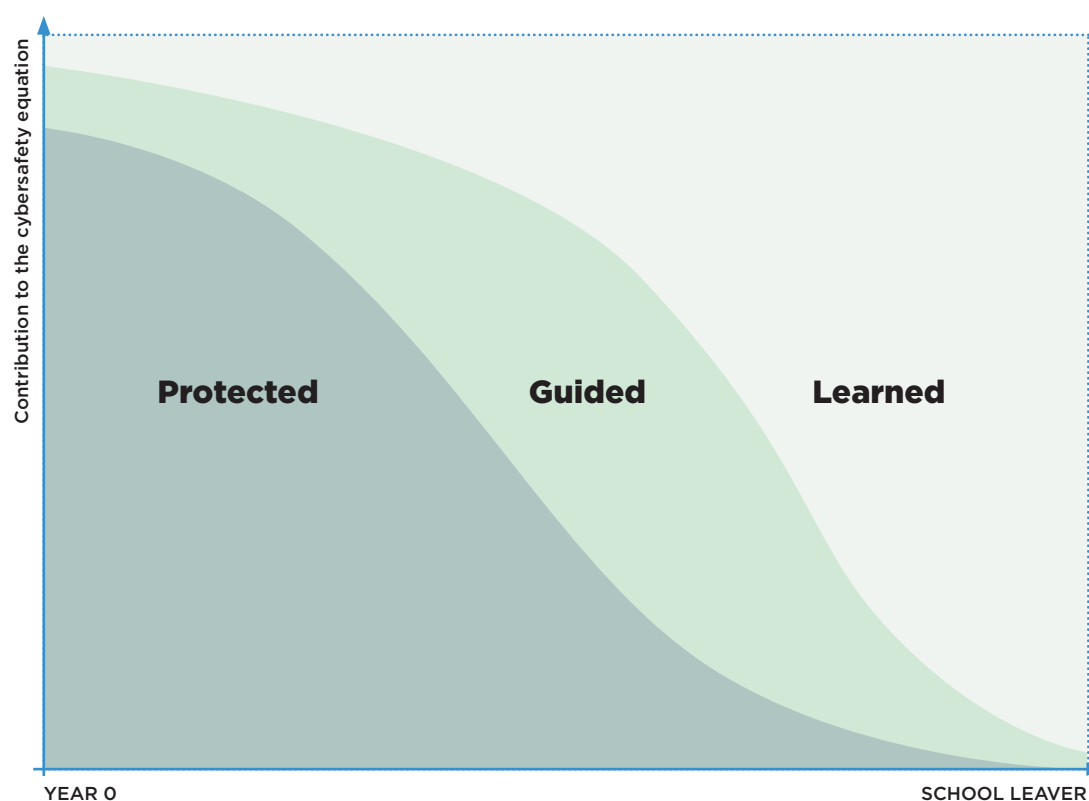 Contribution to the cybersafety equation
Protected
Guided
Learned
YEAR 0
SCHOOL LEAVER